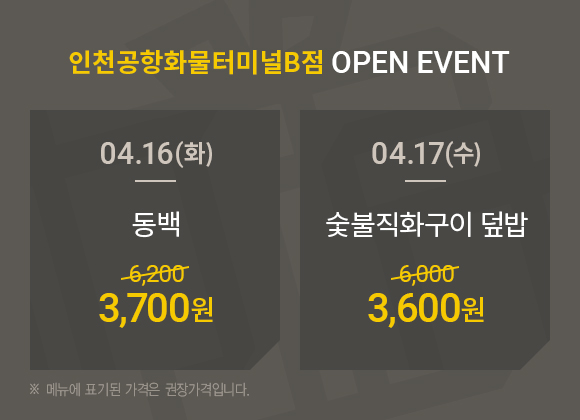 인천공항화물터미널B점 OPEN EVENT
04.16(화)
동백
6,200
3,700원
04.17(수)
숯불직화구이 덮밥
6,000
3,600원
※ 메뉴에 표기된 가격은 권장가격입니다.